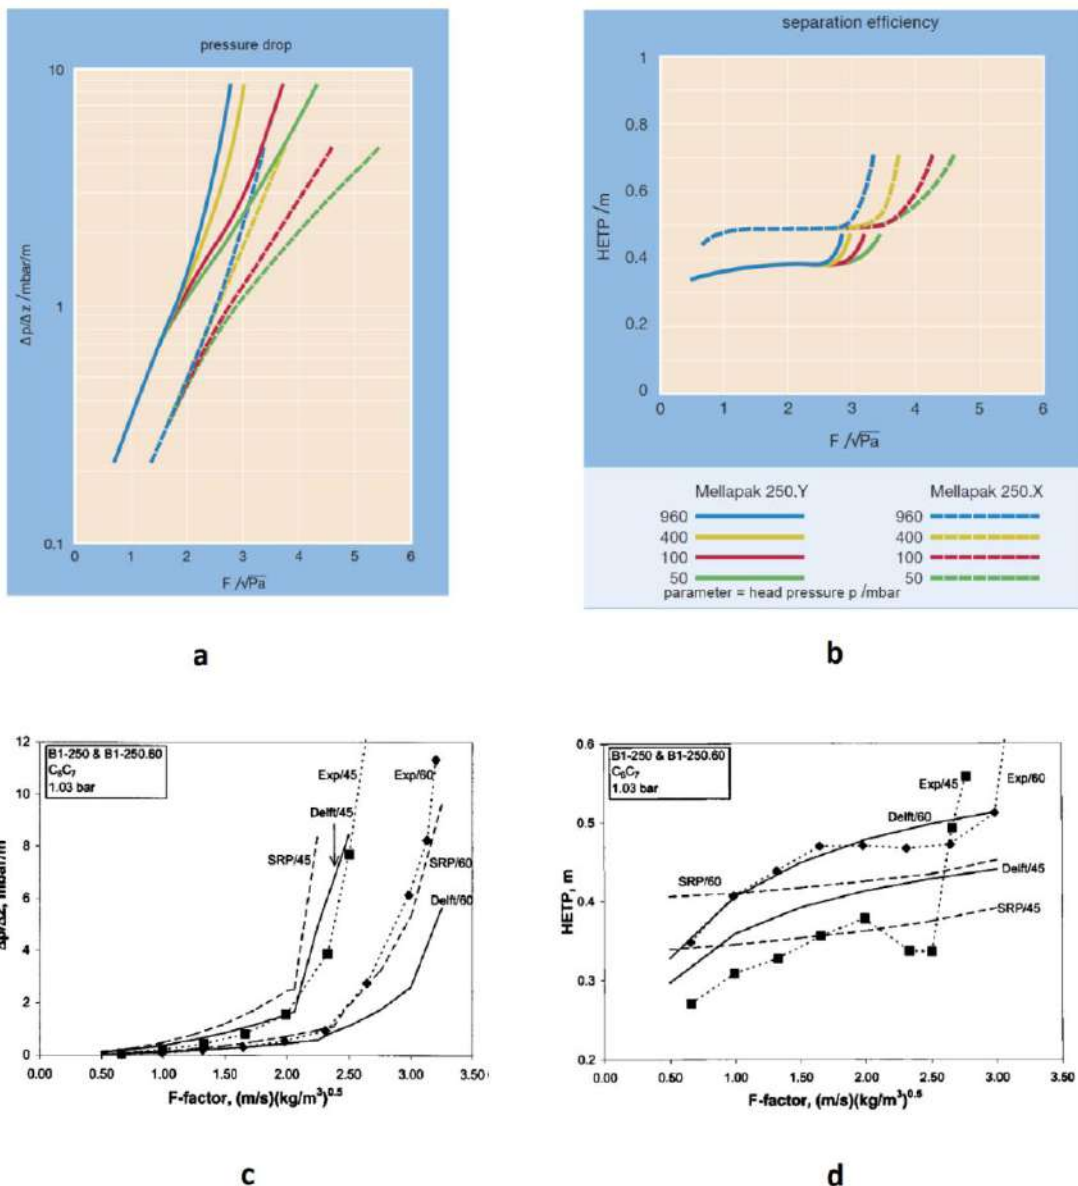 pressure drop
10
1
0.1
Δp/Δz /mbar/m
0 1 2 3 4 5 6
F /√Pa
a
separation efficiency
1
0.8
0.6
0.4
0.2
0
HETP /m
0 1 2 3 4 5 6
F /√Pa
Mellapak 250.Y Mellapak 250.X
960 960
400 400
100 100
50 50
parameter = head pressure p /mbar
b
12
10
8
6
4
2
0
Δp/Δz, mbar/m
B1-250 & B1-250.60
C₆C₇
1.03 bar
Exp/45
Exp/60
Delft/45
SRP/45
SRP/60
Delft/60
0.00 0.50 1.00 1.50 2.00 2.50 3.00 3.50
F-factor, (m/s)(kg/m³)⁰·⁵
c
0.6
0.5
0.4
0.3
0.2
HETP, m
B1-250 & B1-250.60
C₆C₇
1.03 bar
Exp/45
Exp/60
Delft/60
SRP/60
Delft/45
SRP/45
0.00 0.50 1.00 1.50 2.00 2.50 3.00 3.50
F-factor, (m/s)(kg/m³)⁰·⁵
d